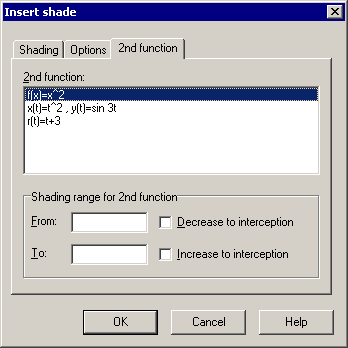 Insert shade
Shading Options 2nd function
2nd function:
f(x)=x^2
x(t)=t^2 , y(t)=sin 3t
r(t)=t+3
Shading range for 2nd function
From: Decrease to interception
To: Increase to interception
OK Cancel Help